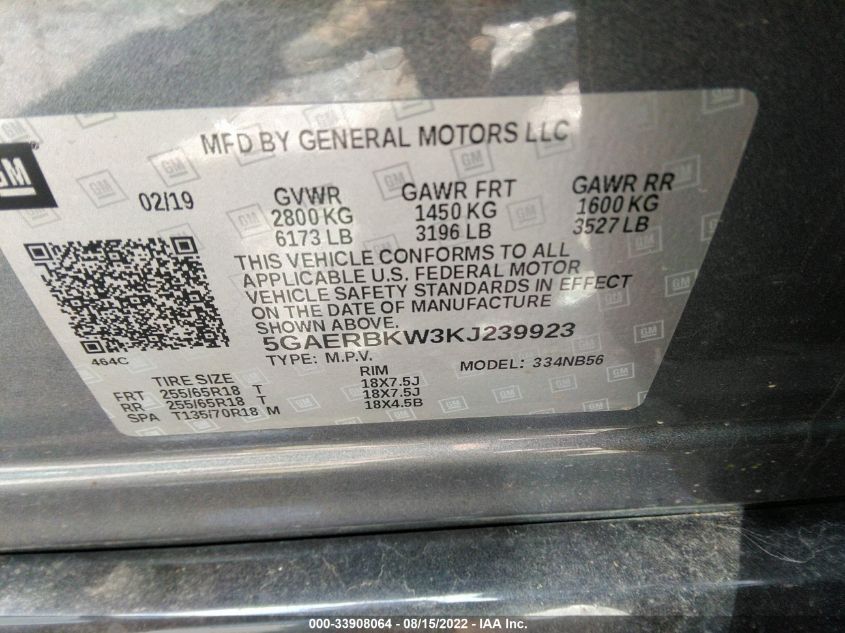 MFD BY GENERAL MOTORS LLC
GM
02/19
GVWR
2800 KG
6173 LB
GAWR FRT
1450 KG
3196 LB
GAWR RR
1600 KG
3527 LB
THIS VEHICLE CONFORMS TO ALL
APPLICABLE U.S. FEDERAL MOTOR
VEHICLE SAFETY STANDARDS IN EFFECT
ON THE DATE OF MANUFACTURE
SHOWN ABOVE.
5GAERBKW3KJ239923
464C
TYPE: M.P.V.
MODEL: 334NB56
TIRE SIZE RIM
FRT 255/65R18 T 18X7.5J
RR 255/65R18 T 18X7.5J
SPA T135/70R18 M 18X4.5B
000-33908064 - 08/15/2022 - IAA Inc.